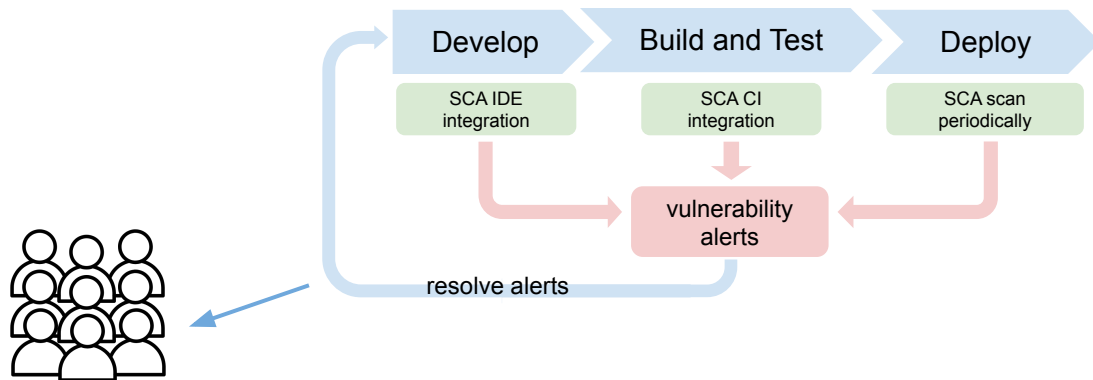 Develop
Build and Test
Deploy
SCA IDE
integration
SCA CI
integration
SCA scan
periodically
vulnerability
alerts
resolve alerts